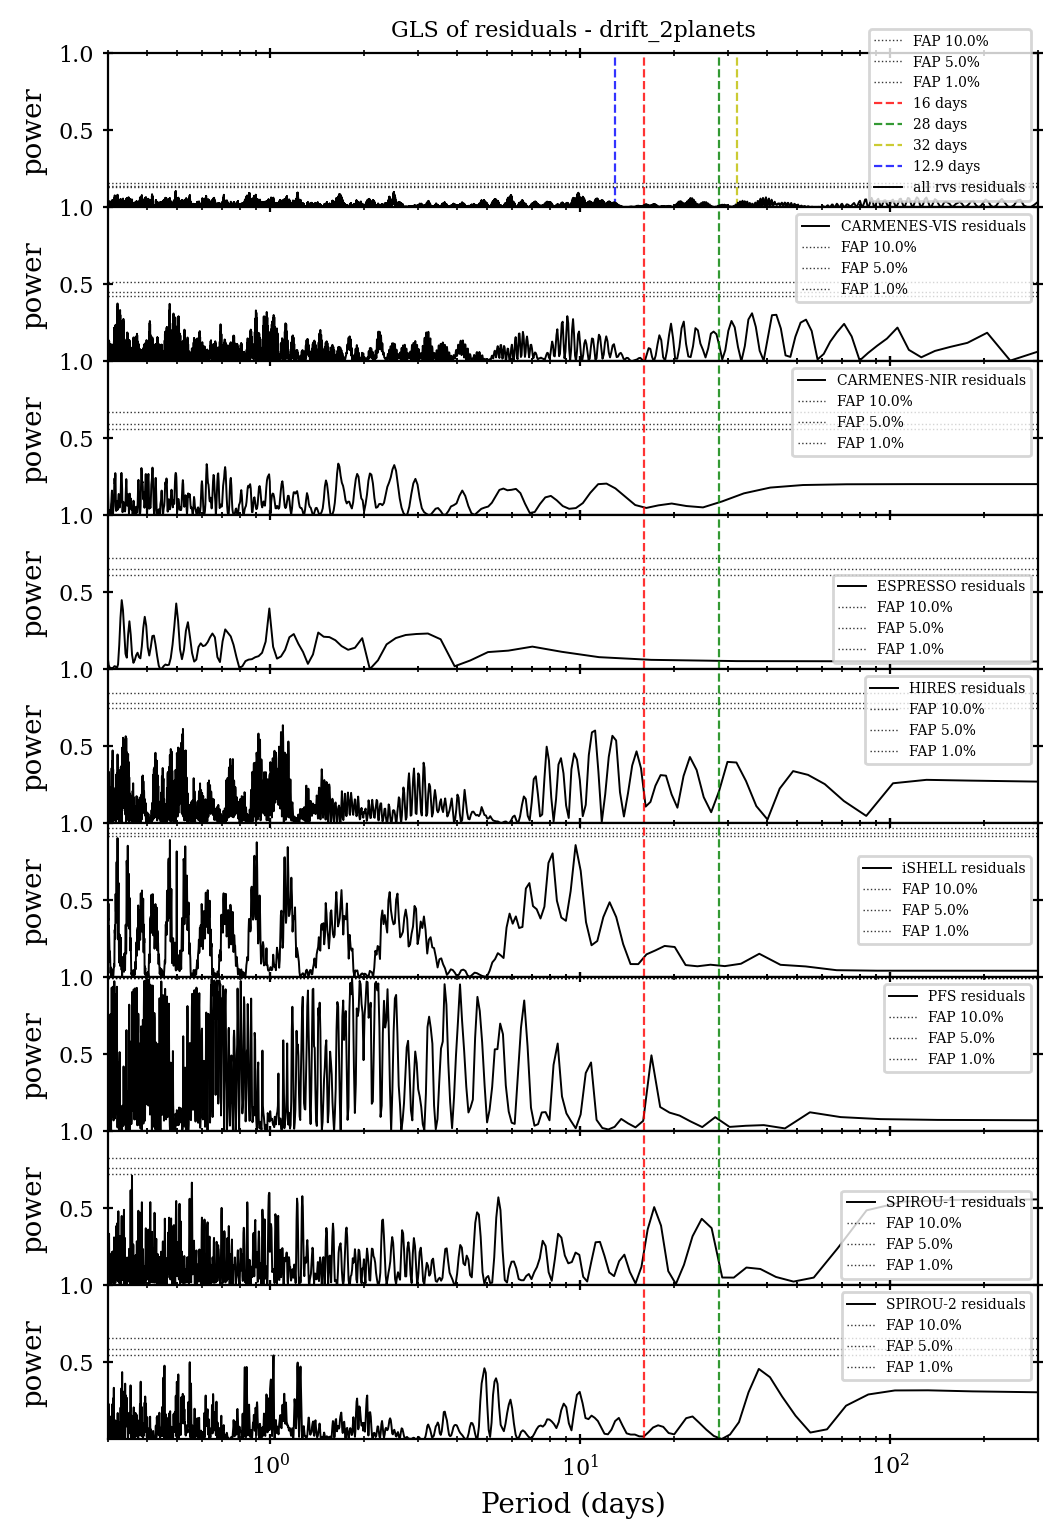 GLS of residuals - drift_2planets
power
1.0
0.5
FAP 10.0%
FAP 5.0%
FAP 1.0%
16 days
28 days
32 days
12.9 days
all rvs residuals
power
1.0
0.5
CARMENES-VIS residuals
FAP 10.0%
FAP 5.0%
FAP 1.0%
power
1.0
0.5
CARMENES-NIR residuals
FAP 10.0%
FAP 5.0%
FAP 1.0%
power
1.0
0.5
ESPRESSO residuals
FAP 10.0%
FAP 5.0%
FAP 1.0%
power
1.0
0.5
HIRES residuals
FAP 10.0%
FAP 5.0%
FAP 1.0%
power
1.0
0.5
iSHELL residuals
FAP 10.0%
FAP 5.0%
FAP 1.0%
power
1.0
0.5
PFS residuals
FAP 10.0%
FAP 5.0%
FAP 1.0%
power
1.0
0.5
SPIROU-1 residuals
FAP 10.0%
FAP 5.0%
FAP 1.0%
power
1.0
0.5
SPIROU-2 residuals
FAP 10.0%
FAP 5.0%
FAP 1.0%
10⁰ 10¹ 10²
Period (days)